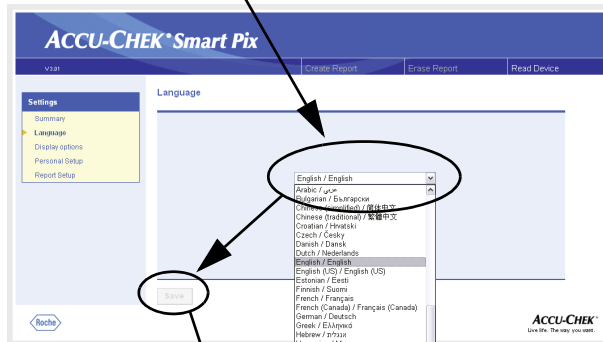 ACCU-CHEK® Smart Pix
V3.01
Create Report
Erase Report
Read Device
Settings
Summary
Language
Display options
Personal Setup
Report Setup
Language
English / English
Arabic / عربي
Bulgarian / Български
Chinese (simplified) / 简体中文
Chinese (traditional) / 繁體中文
Croatian / Hrvatski
Czech / Česky
Danish / Dansk
Dutch / Nederlands
English / English
English (US) / English (US)
Estonian / Eesti
Finnish / Suomi
French / Français
French (Canada) / Français (Canada)
German / Deutsch
Greek / Ελληνικά
Hebrew / עברית
Save
Roche
ACCU-CHEK®
Live life. The way you want.